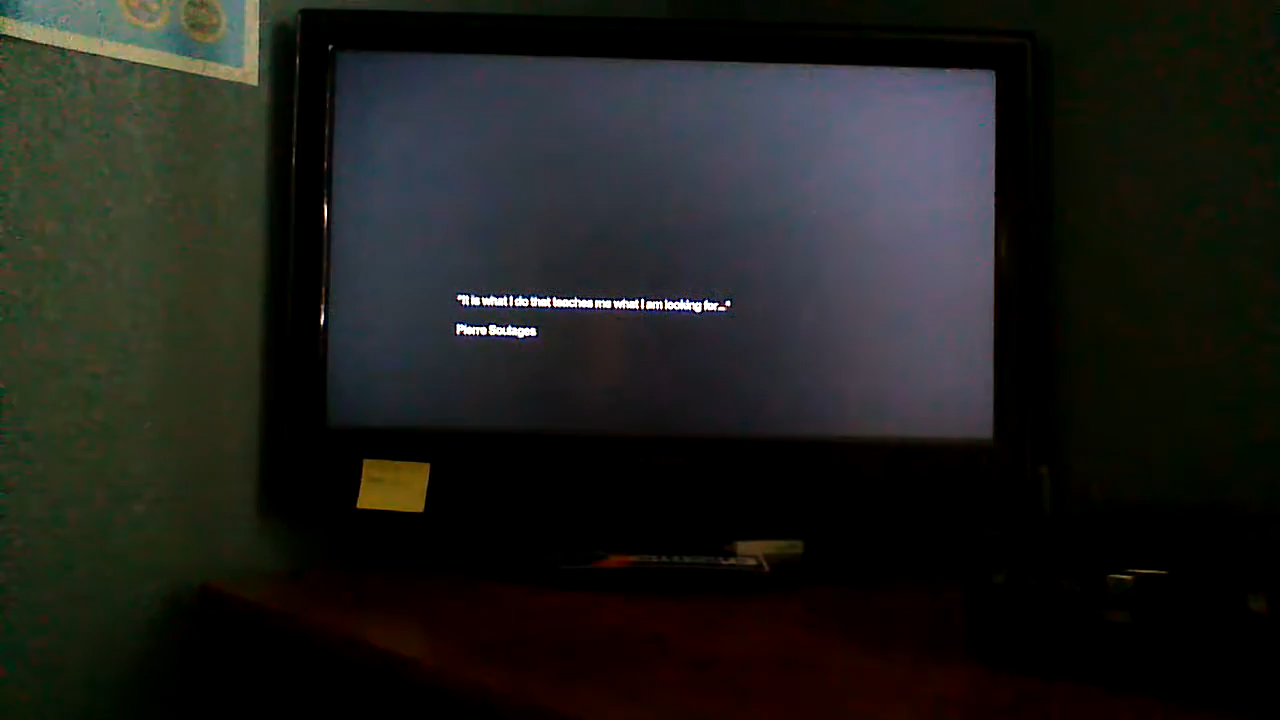 "It is what I do that teaches me what I am looking for..."
Pierre Soulages